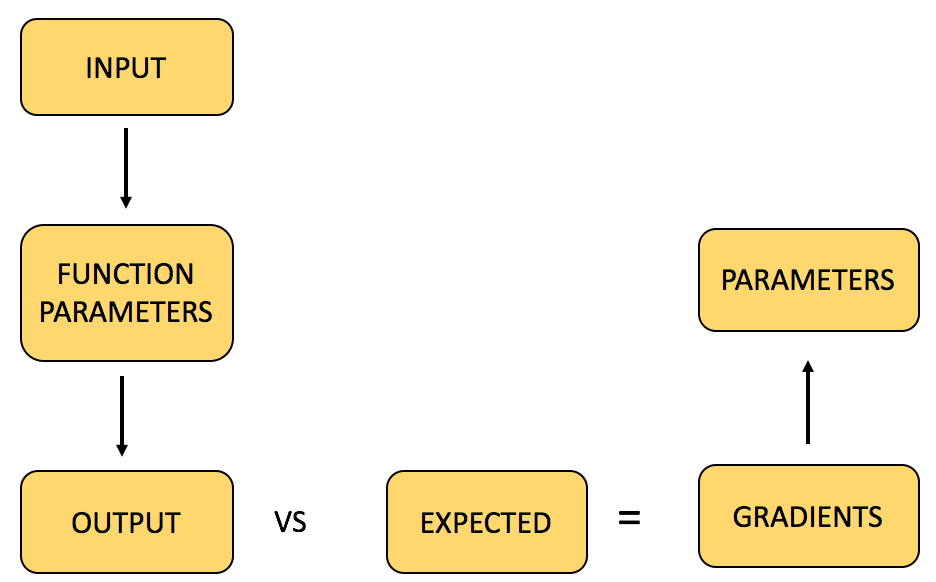 INPUT
FUNCTION
PARAMETERS
PARAMETERS
OUTPUT VS EXPECTED = GRADIENTS